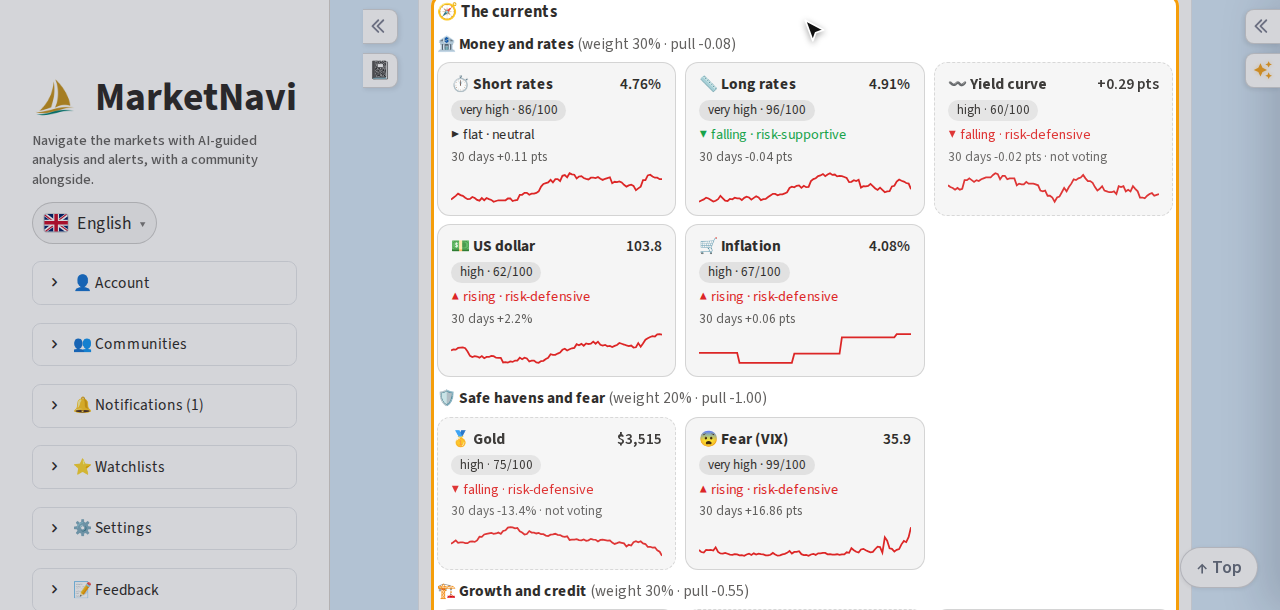 MarketNavi
Navigate the markets with AI-guided
analysis and alerts, with a community
alongside.
English
Account
Communities
Notifications (1)
Watchlists
Settings
Feedback
The currents
Money and rates (weight 30% · pull -0.08)
Short rates 4.76%
very high · 86/100
flat · neutral
30 days +0.11 pts
Long rates 4.91%
very high · 96/100
falling · risk-supportive
30 days -0.04 pts
Yield curve +0.29 pts
high · 60/100
falling · risk-defensive
30 days -0.02 pts · not voting
US dollar 103.8
high · 62/100
rising · risk-defensive
30 days +2.2%
Inflation 4.08%
high · 67/100
rising · risk-defensive
30 days +0.06 pts
Safe havens and fear (weight 20% · pull -1.00)
Gold $3,515
high · 75/100
falling · risk-defensive
30 days -13.4% · not voting
Fear (VIX) 35.9
very high · 99/100
rising · risk-defensive
30 days +16.86 pts
Growth and credit (weight 30% · pull -0.55)
↑ Top